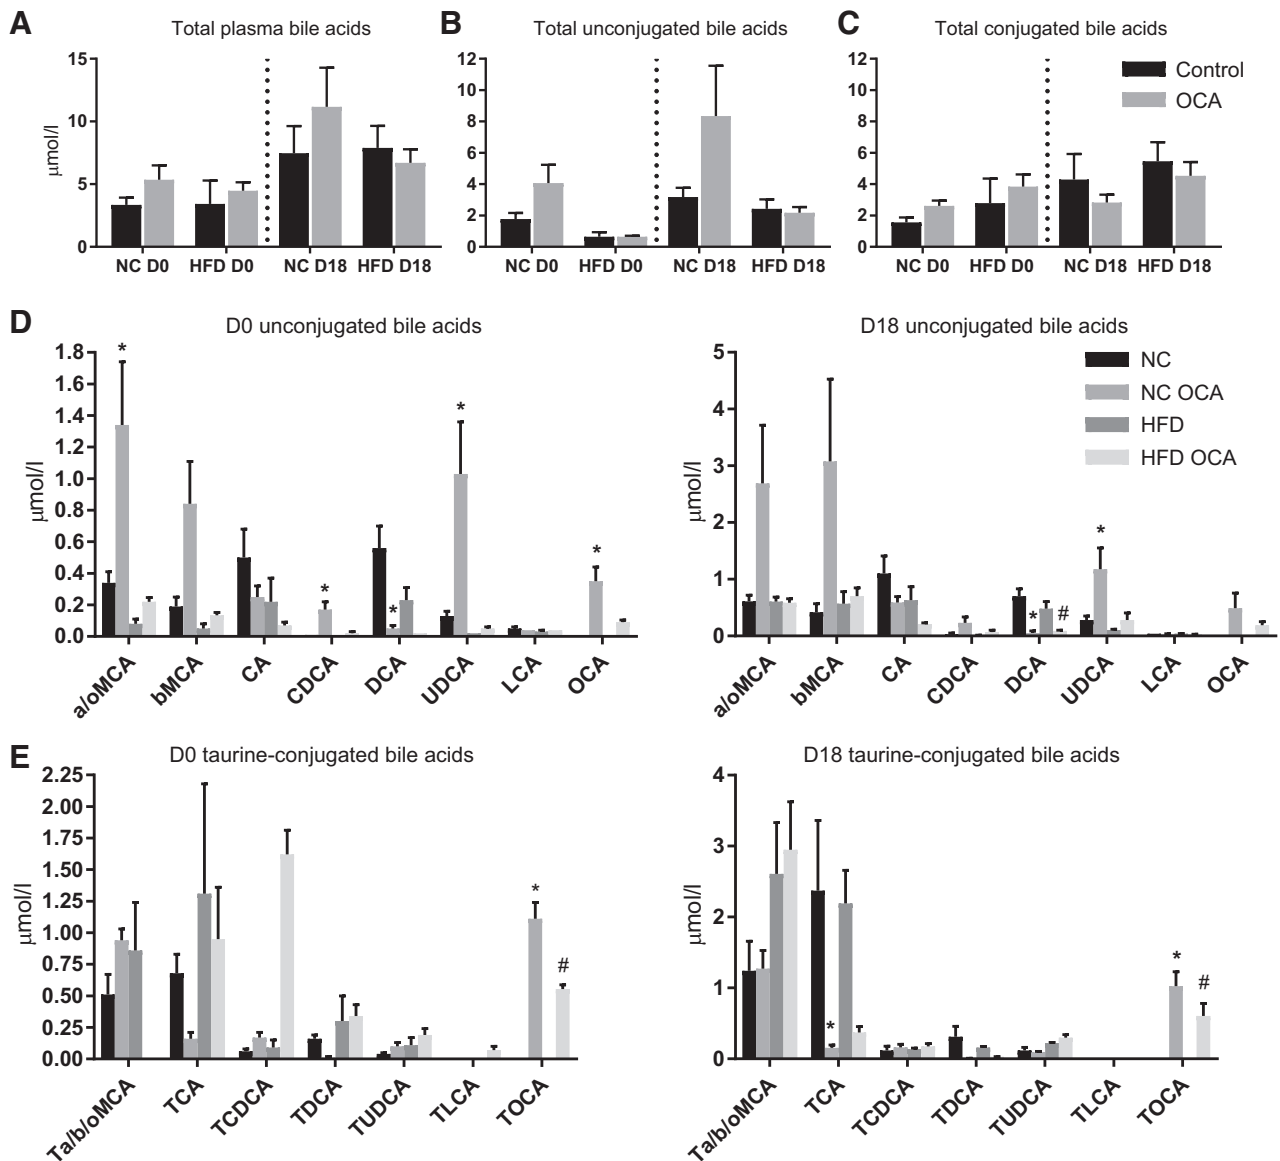 A
Total plasma bile acids
μmol/l
15
10
5
0
NC D0
HFD D0
NC D18
HFD D18
B
Total unconjugated bile acids
12
10
8
6
4
2
0
NC D0
HFD D0
NC D18
HFD D18
C
Total conjugated bile acids
12
10
8
6
4
2
0
NC D0
HFD D0
NC D18
HFD D18
Control
OCA
D
D0 unconjugated bile acids
μmol/l
1.8
1.6
1.4
1.2
1.0
0.8
0.6
0.4
0.2
0.0
*
*
*
*
*
a/oMCA
bMCA
CA
CDCA
DCA
UDCA
LCA
OCA
D18 unconjugated bile acids
μmol/l
5
4
3
2
1
0
*
#
*
NC
NC OCA
HFD
HFD OCA
a/oMCA
bMCA
CA
CDCA
DCA
UDCA
LCA
OCA
E
D0 taurine-conjugated bile acids
μmol/l
2.25
2.00
1.75
1.50
1.25
1.00
0.75
0.50
0.25
0.00
*
#
Ta/b/oMCA
TCA
TCDCA
TDCA
TUDCA
TLCA
TOCA
D18 taurine-conjugated bile acids
μmol/l
4
3
2
1
0
*
*
#
Ta/b/oMCA
TCA
TCDCA
TDCA
TUDCA
TLCA
TOCA